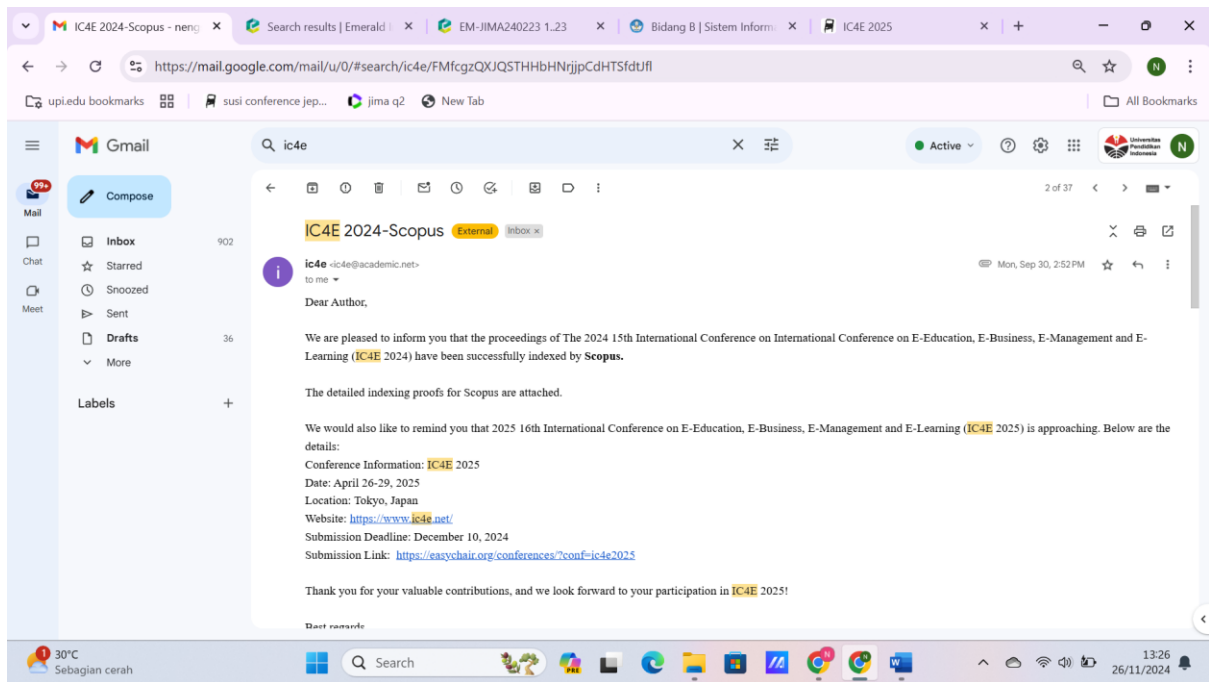 IC4E 2024-Scopus - neng
Search results | Emerald
EM-JIMA240223 1..23
Bidang B | Sistem Inform
IC4E 2025
https://mail.google.com/mail/u/0/#search/ic4e/FMfcgzQXJQSTHHbHNrjjpCdHTSfdtJfl
N
upi.edu bookmarks
susi conference jep...
jima q2
New Tab
All Bookmarks
Gmail
ic4e
Active
Universitas
Pendidikan
Indonesia
N
99+
Mail
Chat
Meet
Compose
Inbox 902
Starred
Snoozed
Sent
Drafts 36
More
Labels
2 of 37
IC4E 2024-Scopus External Inbox ×
i
ic4e <ic4e@academic.net>
Mon, Sep 30, 2:52 PM
to me
Dear Author,
We are pleased to inform you that the proceedings of The 2024 15th International Conference on International Conference on E-Education, E-Business, E-Management and E-
Learning (IC4E 2024) have been successfully indexed by Scopus.
The detailed indexing proofs for Scopus are attached.
We would also like to remind you that 2025 16th International Conference on E-Education, E-Business, E-Management and E-Learning (IC4E 2025) is approaching. Below are the
details:
Conference Information: IC4E 2025
Date: April 26-29, 2025
Location: Tokyo, Japan
Website: https://www.ic4e.net/
Submission Deadline: December 10, 2024
Submission Link: https://easychair.org/conferences/?conf=ic4e2025
Thank you for your valuable contributions, and we look forward to your participation in IC4E 2025!
Best regards
1
30°C
Sebagian cerah
Search
PRE
N
W
13:26
26/11/2024